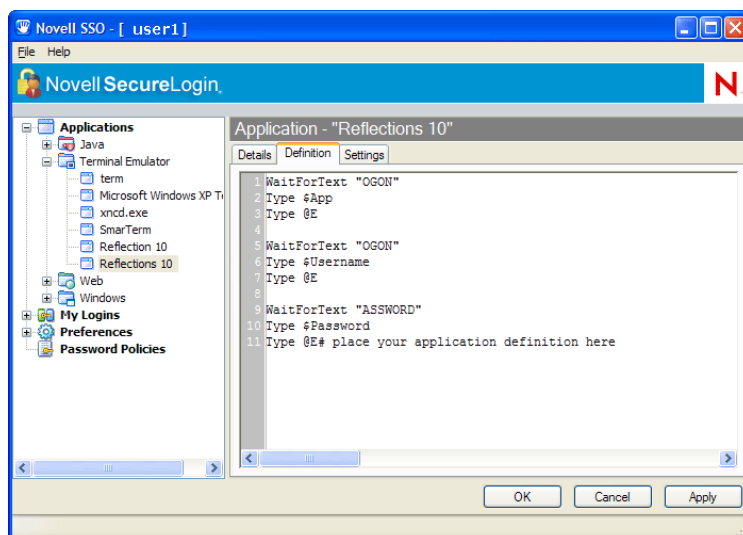 Novell SSO - [ user1]
File Help
Novell SecureLogin.
N
Applications
Java
Terminal Emulator
term
Microsoft Windows XP T
xncd.exe
SmarTerm
Reflection 10
Reflections 10
Web
Windows
My Logins
Preferences
Password Policies
Application - "Reflections 10"
Details Definition Settings
1 WaitForText "OGON"
2 Type $App
3 Type @E
4
5 WaitForText "OGON"
6 Type $Username
7 Type @E
8
9 WaitForText "ASSWORD"
10 Type $Password
11 Type @E# place your application definition here
OK Cancel Apply